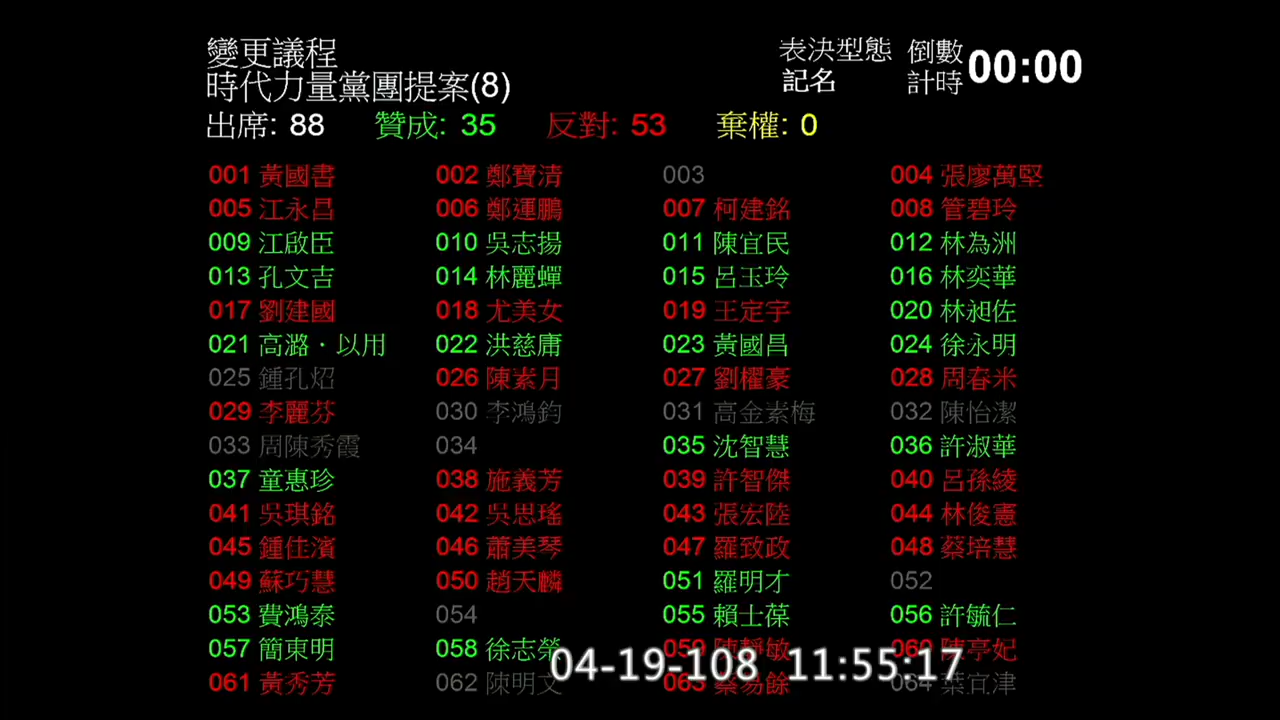 變更議程
時代力量黨團提案(8)
表決型態 倒數 00:00
記名 計時
出席: 88 贊成: 35 反對: 53 棄權: 0
001 黃國書 002 鄭寶清 003 004 張廖萬堅
005 江永昌 006 鄭運鵬 007 柯建銘 008 管碧玲
009 江啟臣 010 吳志揚 011 陳宜民 012 林為洲
013 孔文吉 014 林麗蟬 015 呂玉玲 016 林奕華
017 劉建國 018 尤美女 019 王定宇 020 林昶佐
021 高潞．以用 022 洪慈庸 023 黃國昌 024 徐永明
025 鍾孔炤 026 陳素月 027 劉櫂豪 028 周春米
029 李麗芬 030 李鴻鈞 031 高金素梅 032 陳怡潔
033 周陳秀霞 034 035 沈智慧 036 許淑華
037 童惠珍 038 施義芳 039 許智傑 040 呂孫綾
041 吳琪銘 042 吳思瑤 043 張宏陸 044 林俊憲
045 鍾佳濱 046 蕭美琴 047 羅致政 048 蔡培慧
049 蘇巧慧 050 趙天麟 051 羅明才 052
053 費鴻泰 054 055 賴士葆 056 許毓仁
057 簡東明 058 徐志榮 059 陳靜敏 060 陳亭妃
061 黃秀芳 062 陳明文 063 蔡易餘 064 葉宜津
04-19-108 11:55:17